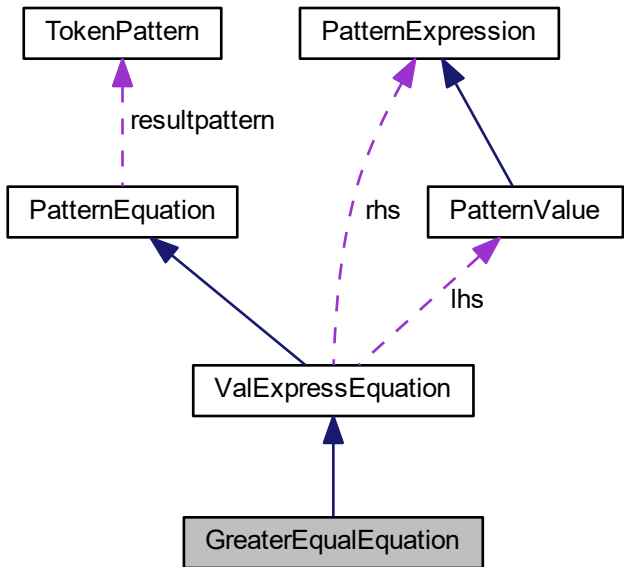 TokenPattern
PatternExpression
resultpattern
PatternEquation
rhs
PatternValue
lhs
ValExpressEquation
GreaterEqualEquation